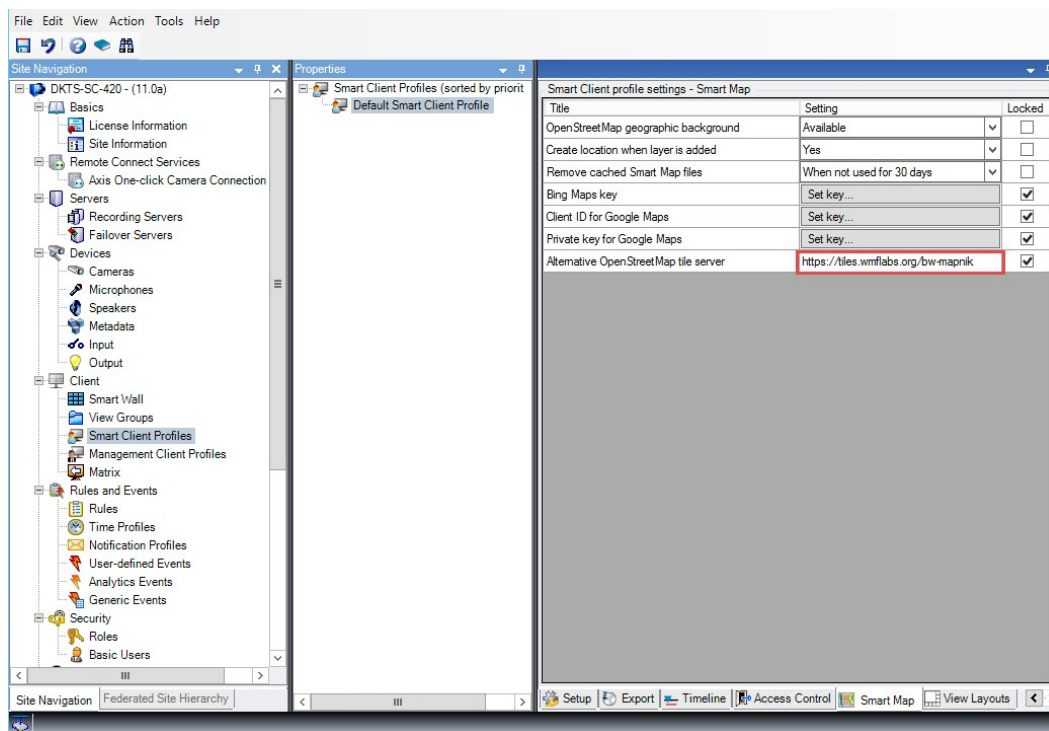 File Edit View Action Tools Help
Site Navigation
DKTS-SC-420 - (11.0a)
Basics
License Information
Site Information
Remote Connect Services
Axis One-click Camera Connection
Servers
Recording Servers
Failover Servers
Devices
Cameras
Microphones
Speakers
Metadata
Input
Output
Client
Smart Wall
View Groups
Smart Client Profiles
Management Client Profiles
Matrix
Rules and Events
Rules
Time Profiles
Notification Profiles
User-defined Events
Analytics Events
Generic Events
Security
Roles
Basic Users
Site Navigation Federated Site Hierarchy
Properties
Smart Client Profiles (sorted by priorit
Default Smart Client Profile
Smart Client profile settings - Smart Map
Title Setting Locked
OpenStreetMap geographic background Available
Create location when layer is added Yes
Remove cached Smart Map files When not used for 30 days
Bing Maps key Set key...
Client ID for Google Maps Set key...
Private key for Google Maps Set key...
Alternative OpenStreetMap tile server https://tiles.wmflabs.org/bw-mapnik
Setup Export Timeline Access Control Smart Map View Layouts